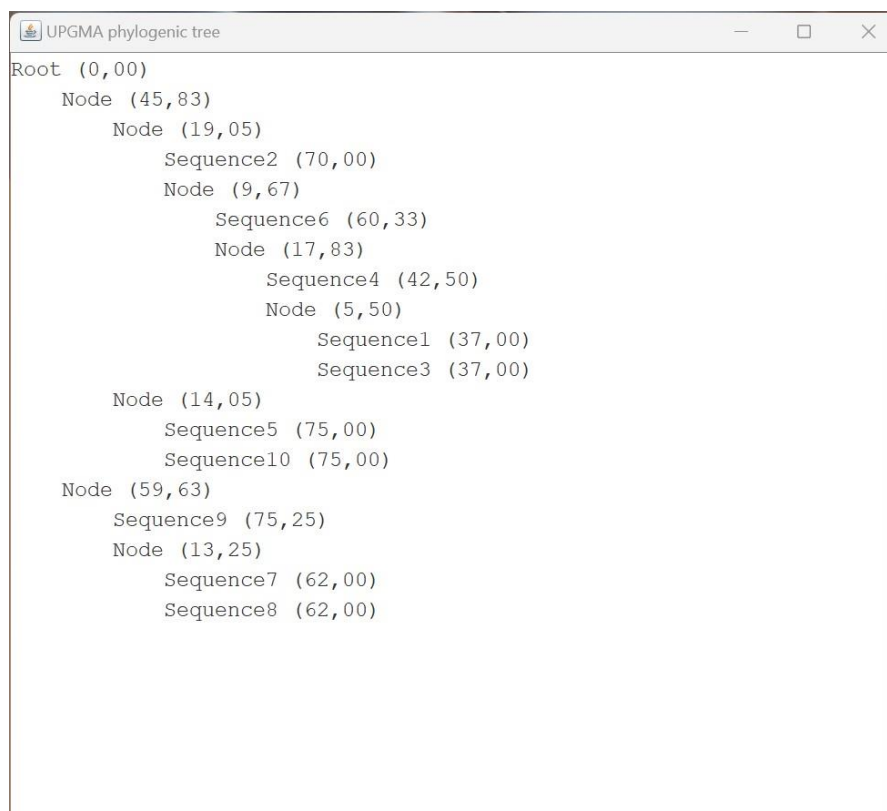 UPGMA phylogenic tree
Root (0,00)
Node (45,83)
Node (19,05)
Sequence2 (70,00)
Node (9,67)
Sequence6 (60,33)
Node (17,83)
Sequence4 (42,50)
Node (5,50)
Sequence1 (37,00)
Sequence3 (37,00)
Node (14,05)
Sequence5 (75,00)
Sequence10 (75,00)
Node (59,63)
Sequence9 (75,25)
Node (13,25)
Sequence7 (62,00)
Sequence8 (62,00)